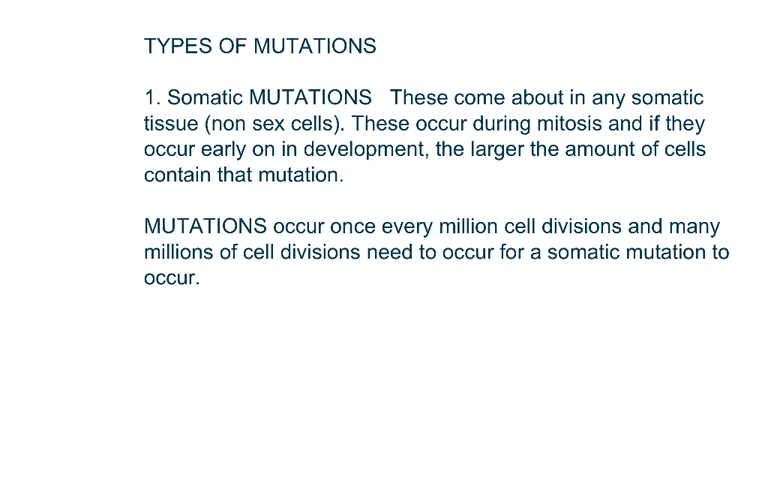 TYPES OF MUTATIONS
1. Somatic MUTATIONS   These come about in any somatic
tissue (non sex cells). These occur during mitosis and if they
occur early on in development, the larger the amount of cells
contain that mutation.
MUTATIONS occur once every million cell divisions and many
millions of cell divisions need to occur for a somatic mutation to
occur.